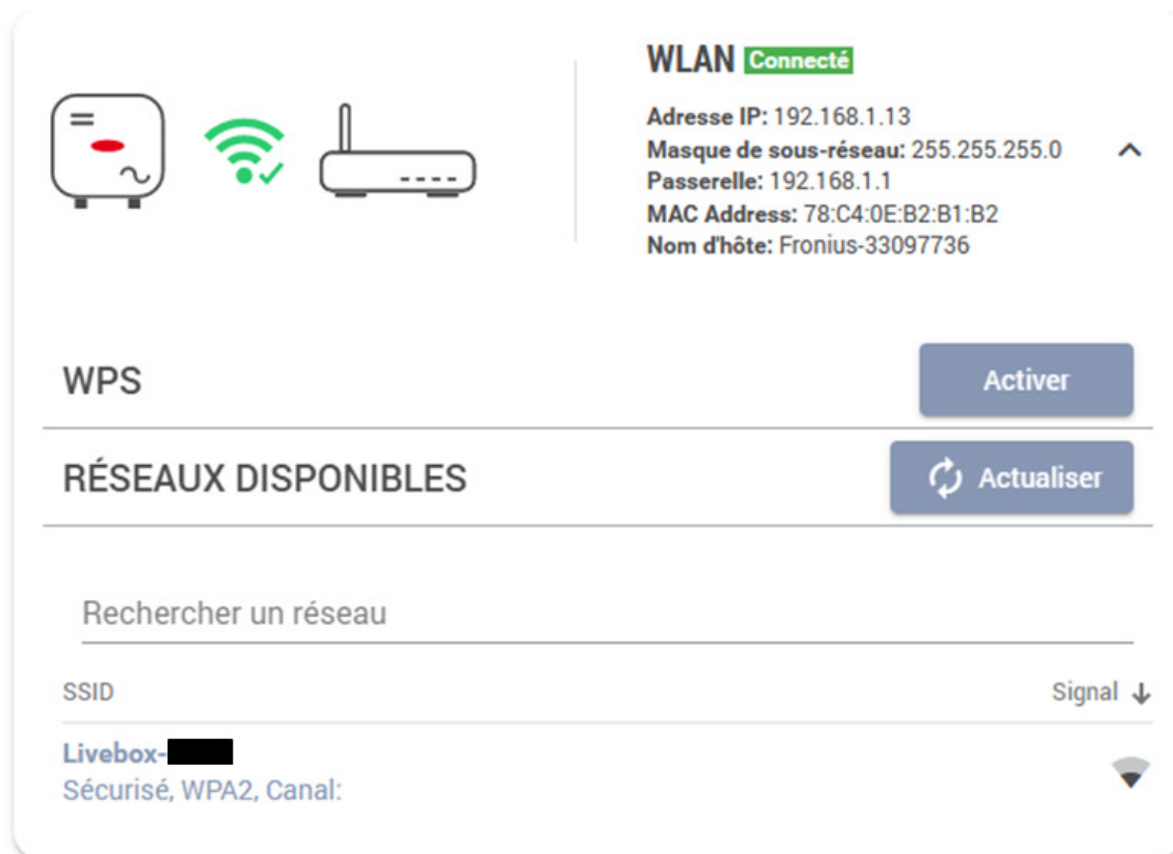 WLAN Connecté
Adresse IP: 192.168.1.13
Masque de sous-réseau: 255.255.255.0
Passerelle: 192.168.1.1
MAC Address: 78:C4:0E:B2:B1:B2
Nom d'hôte: Fronius-33097736
WPS
Activer
RÉSEAUX DISPONIBLES
Actualiser
Rechercher un réseau
SSID
Signal
Livebox-
Sécurisé, WPA2, Canal: